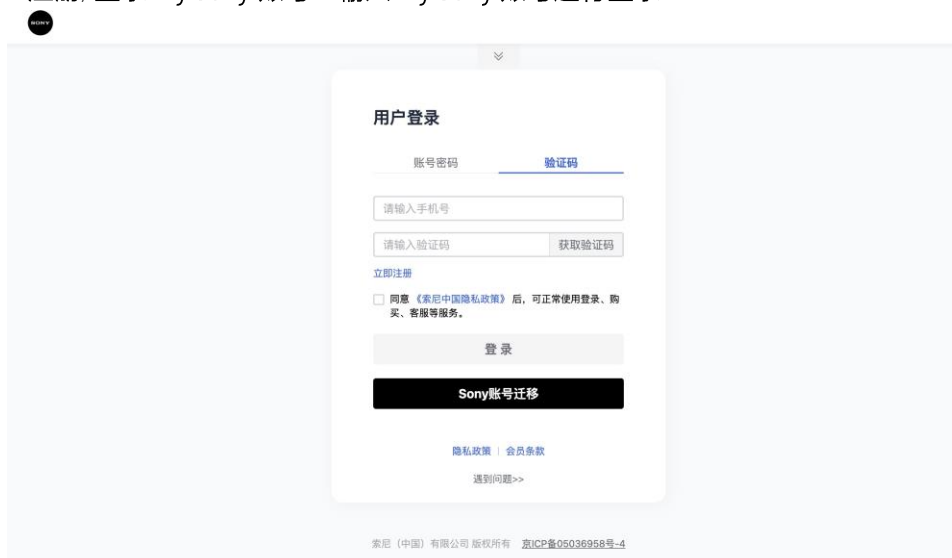 SONY
用户登录
账号密码 验证码
请输入手机号
请输入验证码 获取验证码
立即注册
同意《索尼中国隐私政策》后，可正常使用登录、购
买、客服等服务。
登 录
Sony账号迁移
隐私政策 | 会员条款
遇到问题>>
索尼（中国）有限公司 版权所有 京ICP备05036958号-4